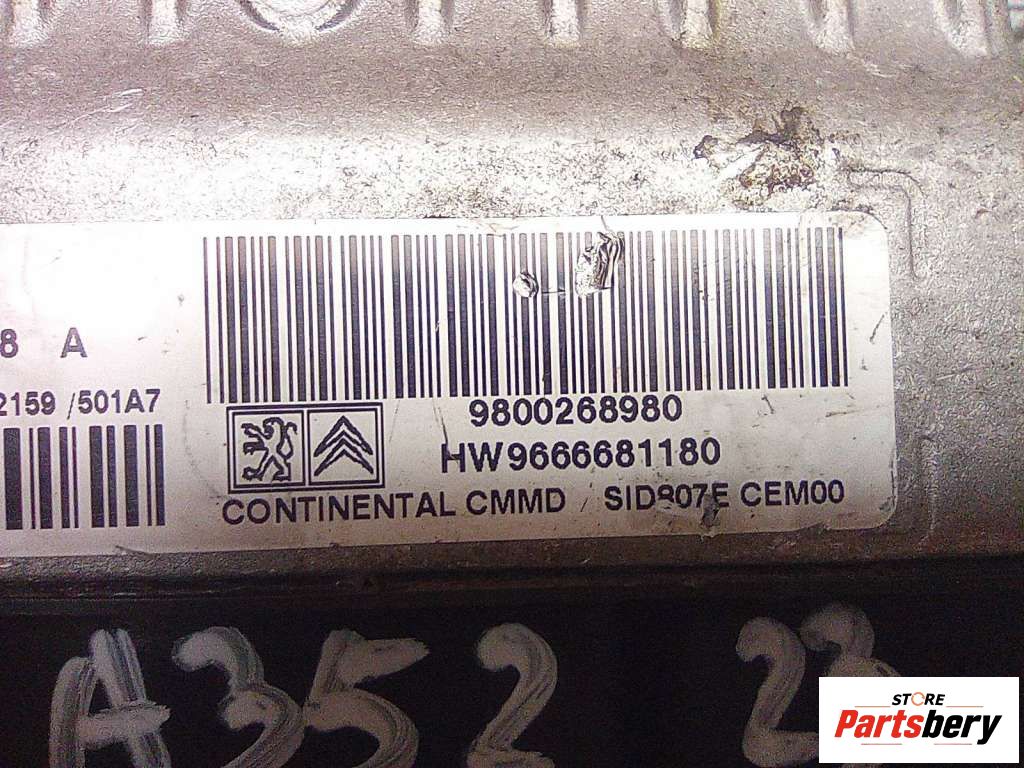 8 A
2159 /501A7
9800268980
HW9666681180
CONTINENTAL CMMD / SID807E CEM00
A352
STORE
Partsbery